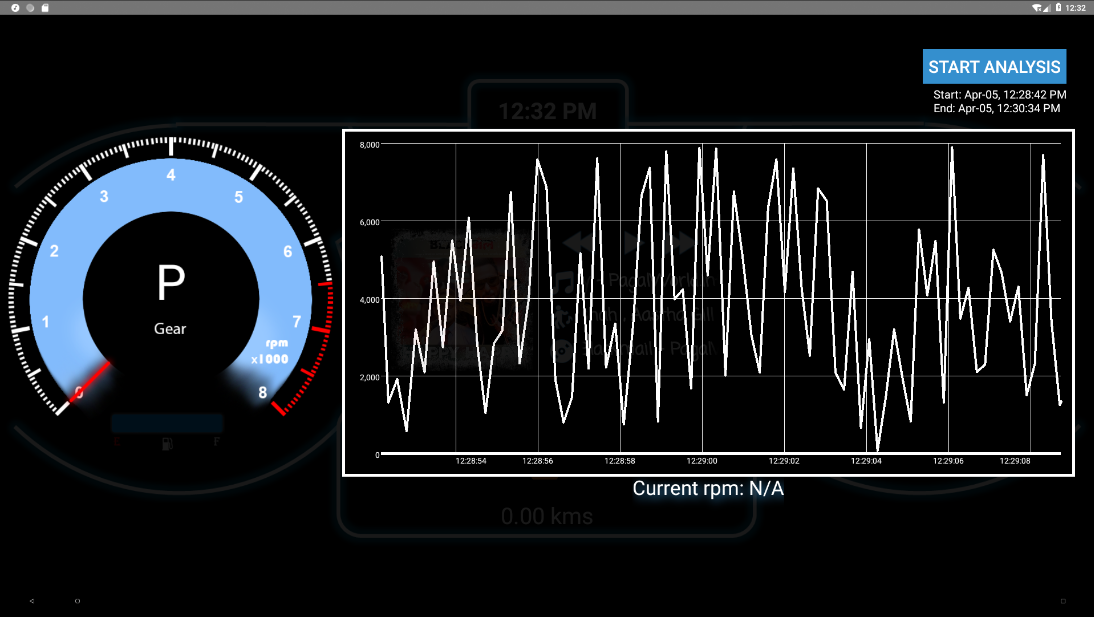 12:32
START ANALYSIS
Start: Apr-05, 12:28:42 PM
End: Apr-05, 12:30:34 PM
12:32 PM
8,000
6,000
4,000
2,000
0
12:28:54 12:28:56 12:28:58 12:29:00 12:29:02 12:29:04 12:29:06 12:29:08
0 1 2 3 4 5 6 7 8
rpm
x1000
P
Gear
F
Current rpm: N/A
0.00 kms